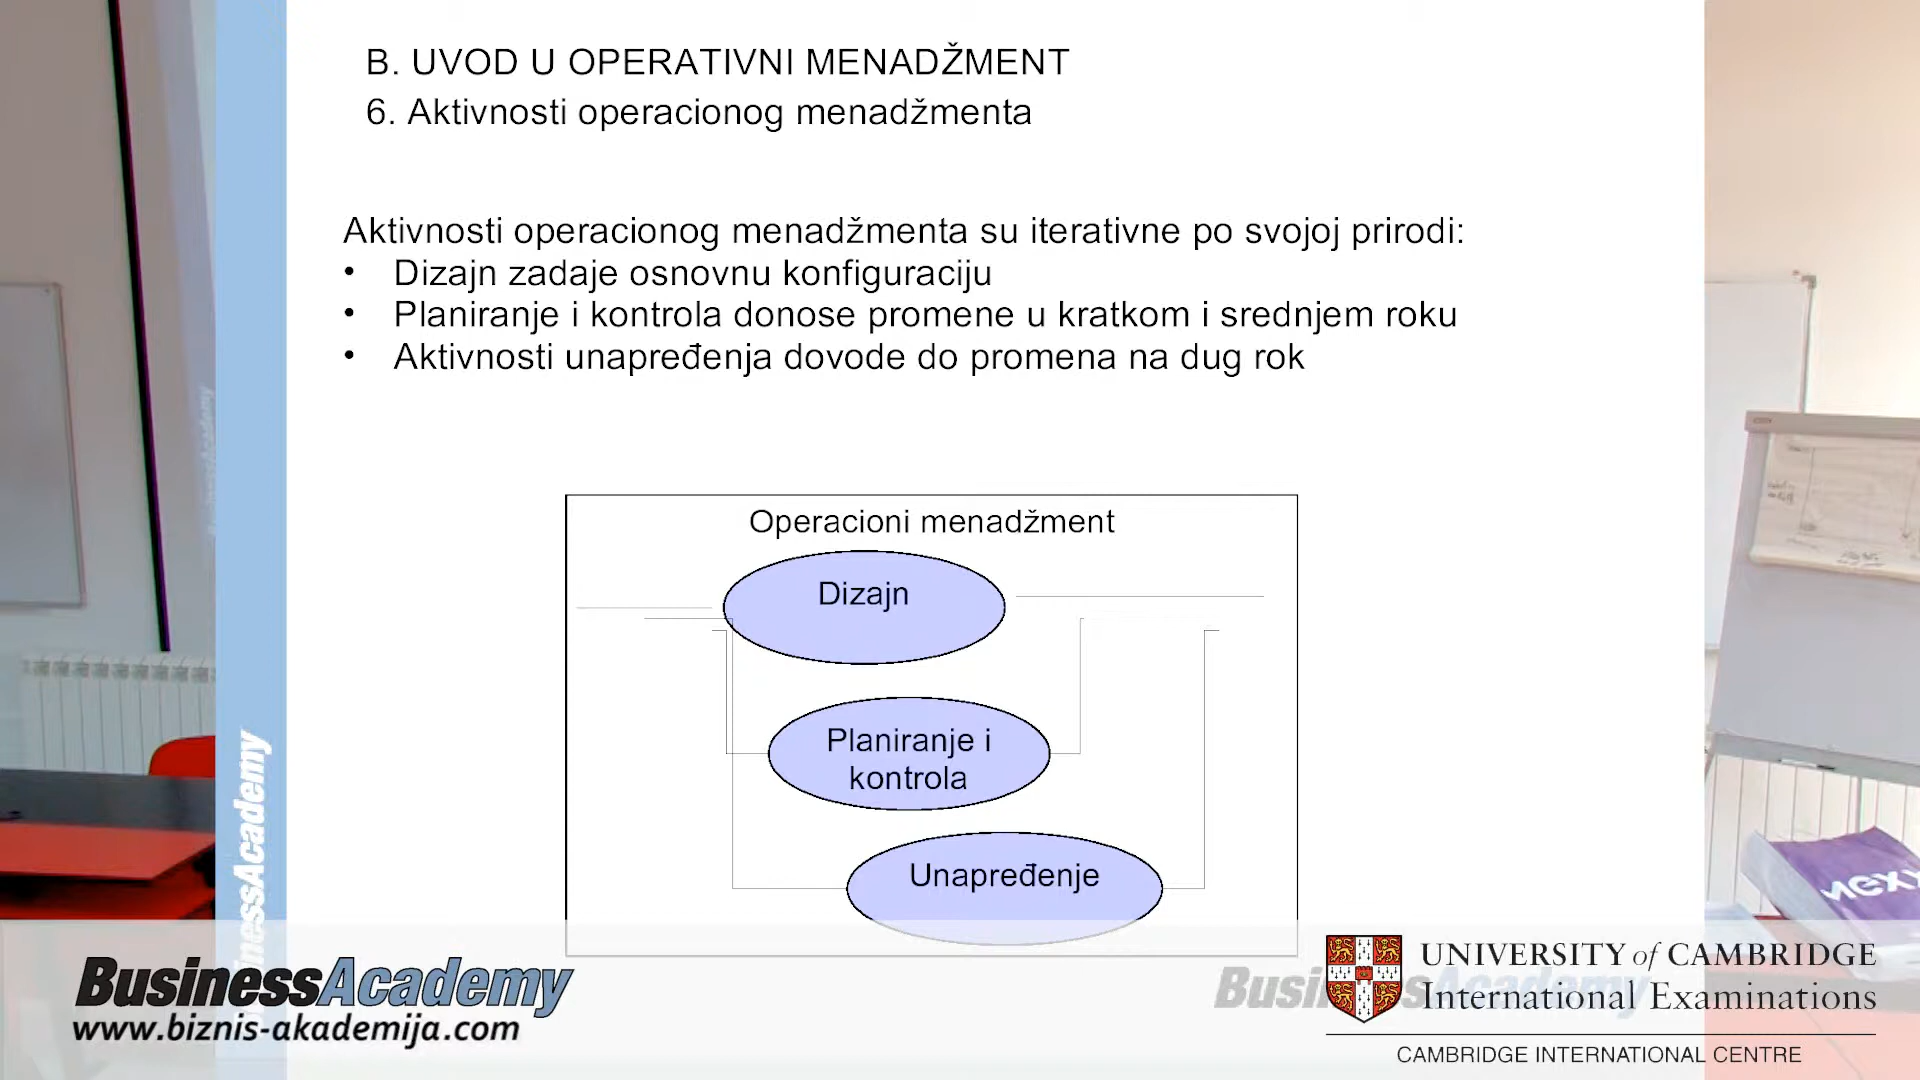 B. UVOD U OPERATIVNI MENADŽMENT
6. Aktivnosti operacionog menadžmenta
Aktivnosti operacionog menadžmenta su iterativne po svojoj prirodi:
• Dizajn zadaje osnovnu konfiguraciju
• Planiranje i kontrola donose promene u kratkom i srednjem roku
• Aktivnosti unapređenja dovode do promena na dug rok
Operacioni menadžment
Dizajn
Planiranje i
kontrola
Unapređenje
BusinessAcademy
www.biznis-akademija.com
UNIVERSITY of CAMBRIDGE
International Examinations
CAMBRIDGE INTERNATIONAL CENTRE